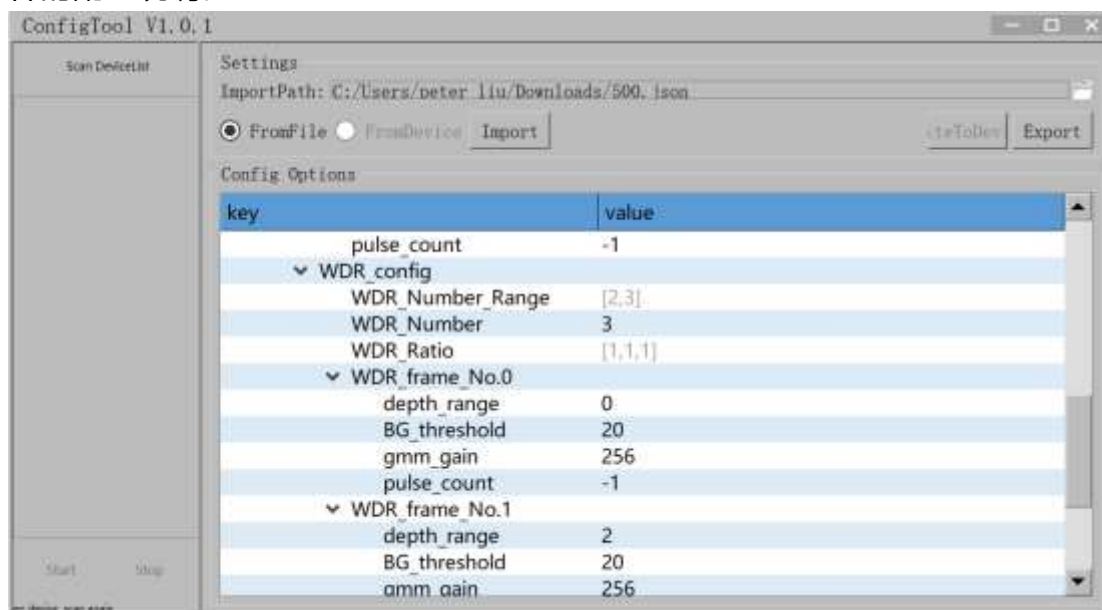 ConfigTool V1.0.1
Scan DeviceList
Settings
ImportPath: C:/Users/peter liu/Downloads/500.json
FromFile FromDevice Import Export
Config Options
key value
pulse_count -1
WDR_config
WDR_Number_Range [2,3]
WDR_Number 3
WDR_Ratio [1,1,1]
WDR_frame_No.0
depth_range 0
BG_threshold 20
gmm_gain 256
pulse_count -1
WDR_frame_No.1
depth_range 2
BG_threshold 20
gmm_gain 256
Start Stop